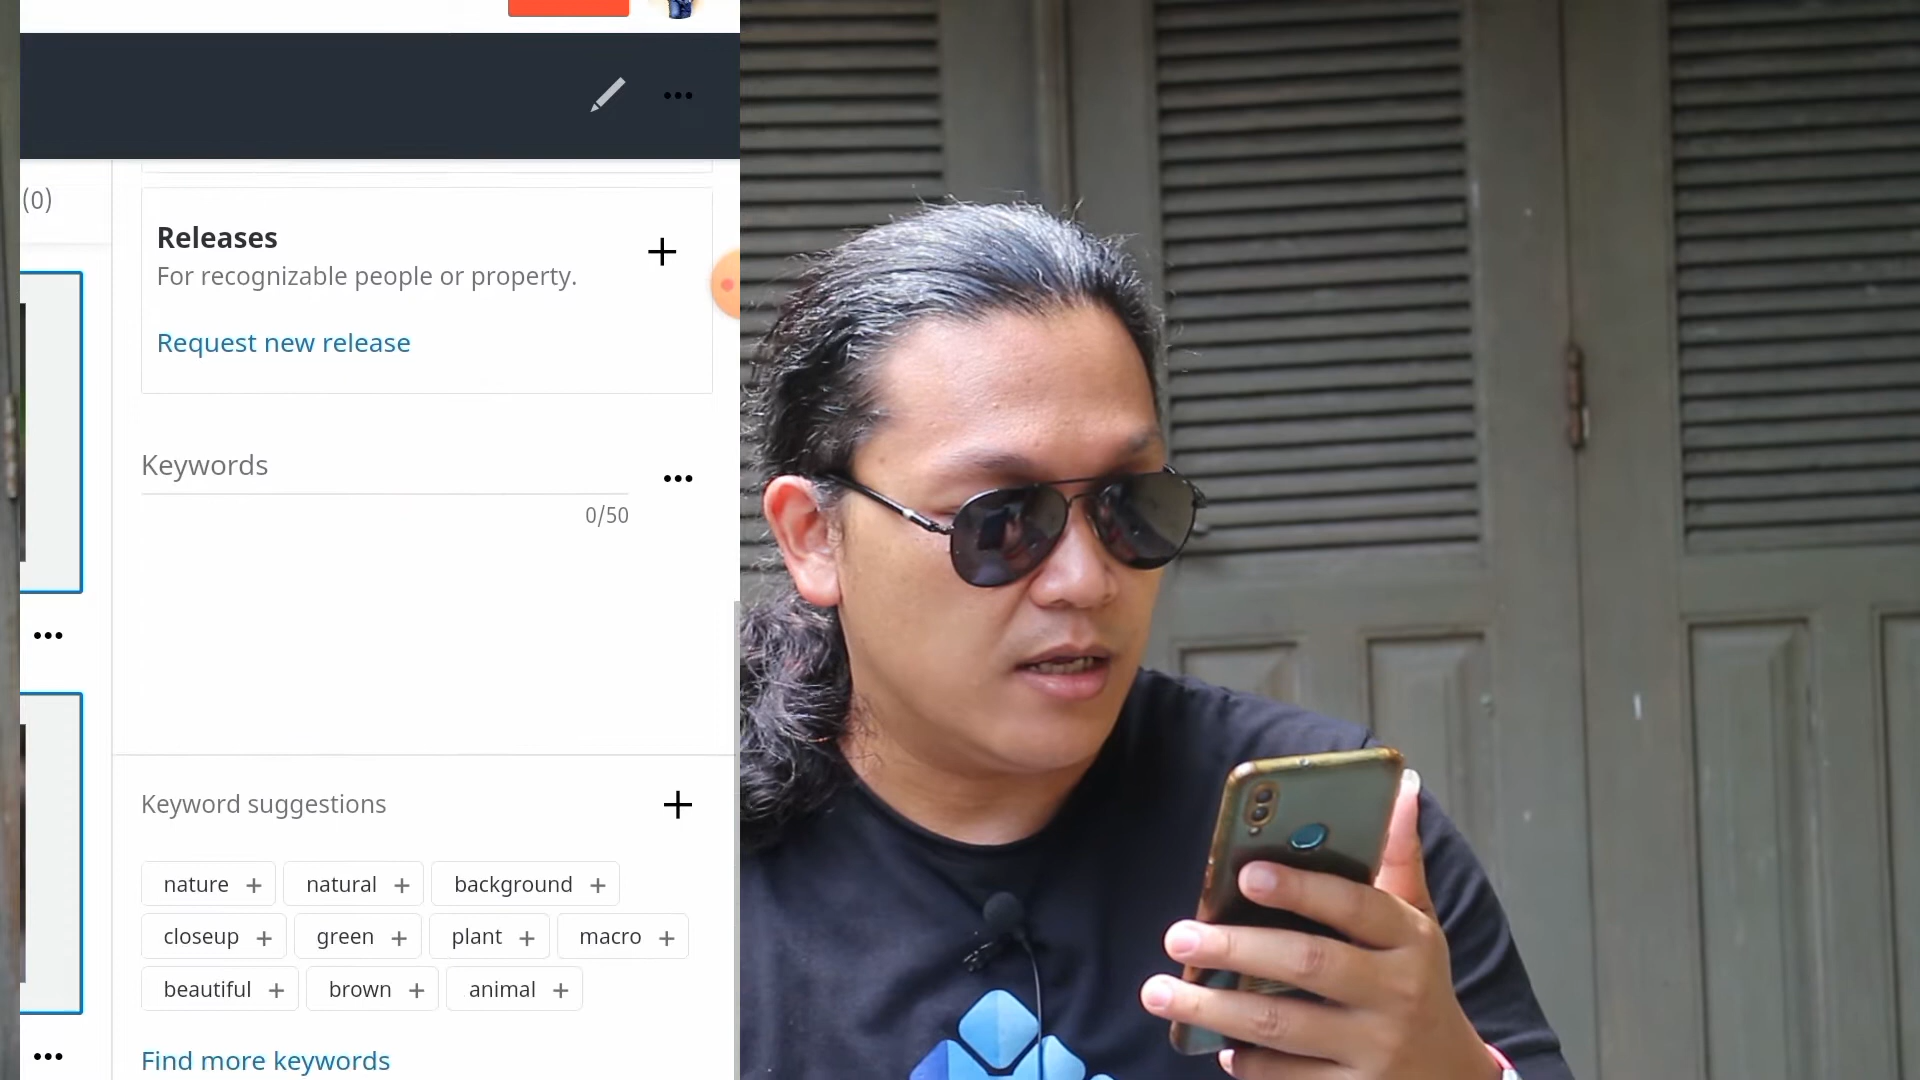 (0)
Releases
For recognizable people or property.
Request new release
Keywords
0/50
Keyword suggestions
nature + natural + background +
closeup + green + plant + macro +
beautiful + brown + animal +
Find more keywords